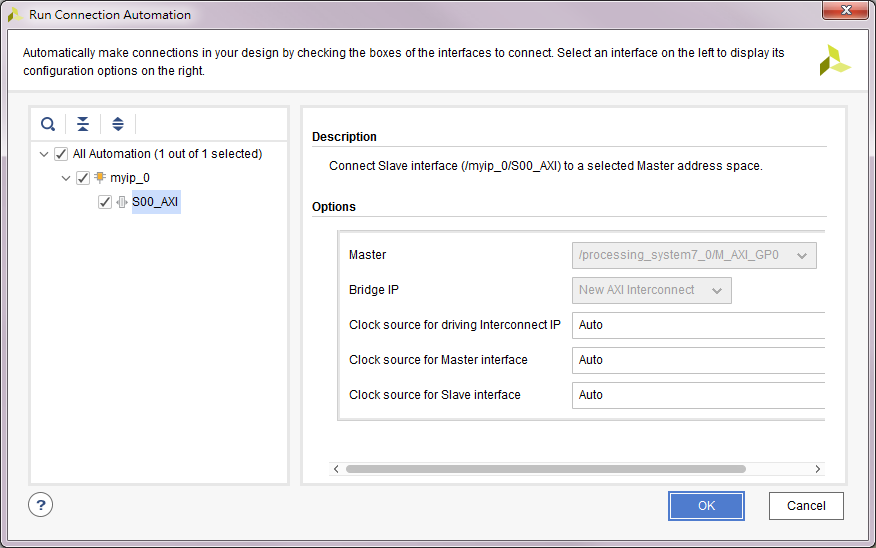 Run Connection Automation
Automatically make connections in your design by checking the boxes of the interfaces to connect. Select an interface on the left to display its
configuration options on the right.
All Automation (1 out of 1 selected)
myip_0
S00_AXI
Description
Connect Slave interface (/myip_0/S00_AXI) to a selected Master address space.
Options
Master
/processing_system7_0/M_AXI_GP0
Bridge IP
New AXI Interconnect
Clock source for driving Interconnect IP
Auto
Clock source for Master interface
Auto
Clock source for Slave interface
Auto
?
OK
Cancel